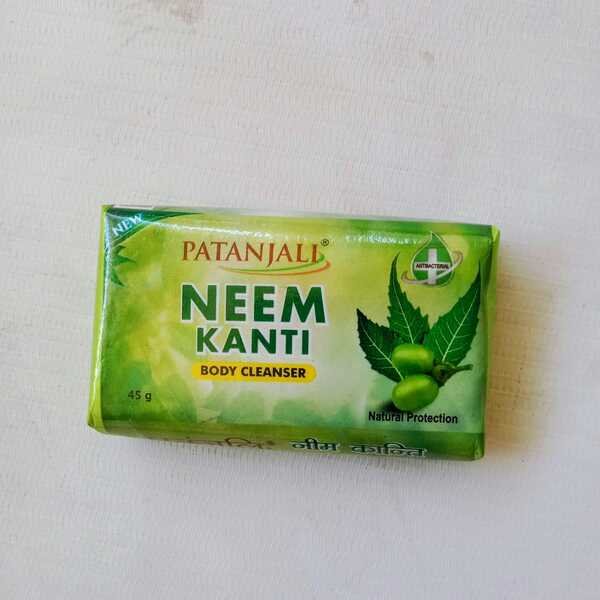 NEW
PATANJALI®
ANTIBACTERIAL
NEEM
KANTI
BODY CLEANSER
45 g
Natural Protection
नीम कान्ति